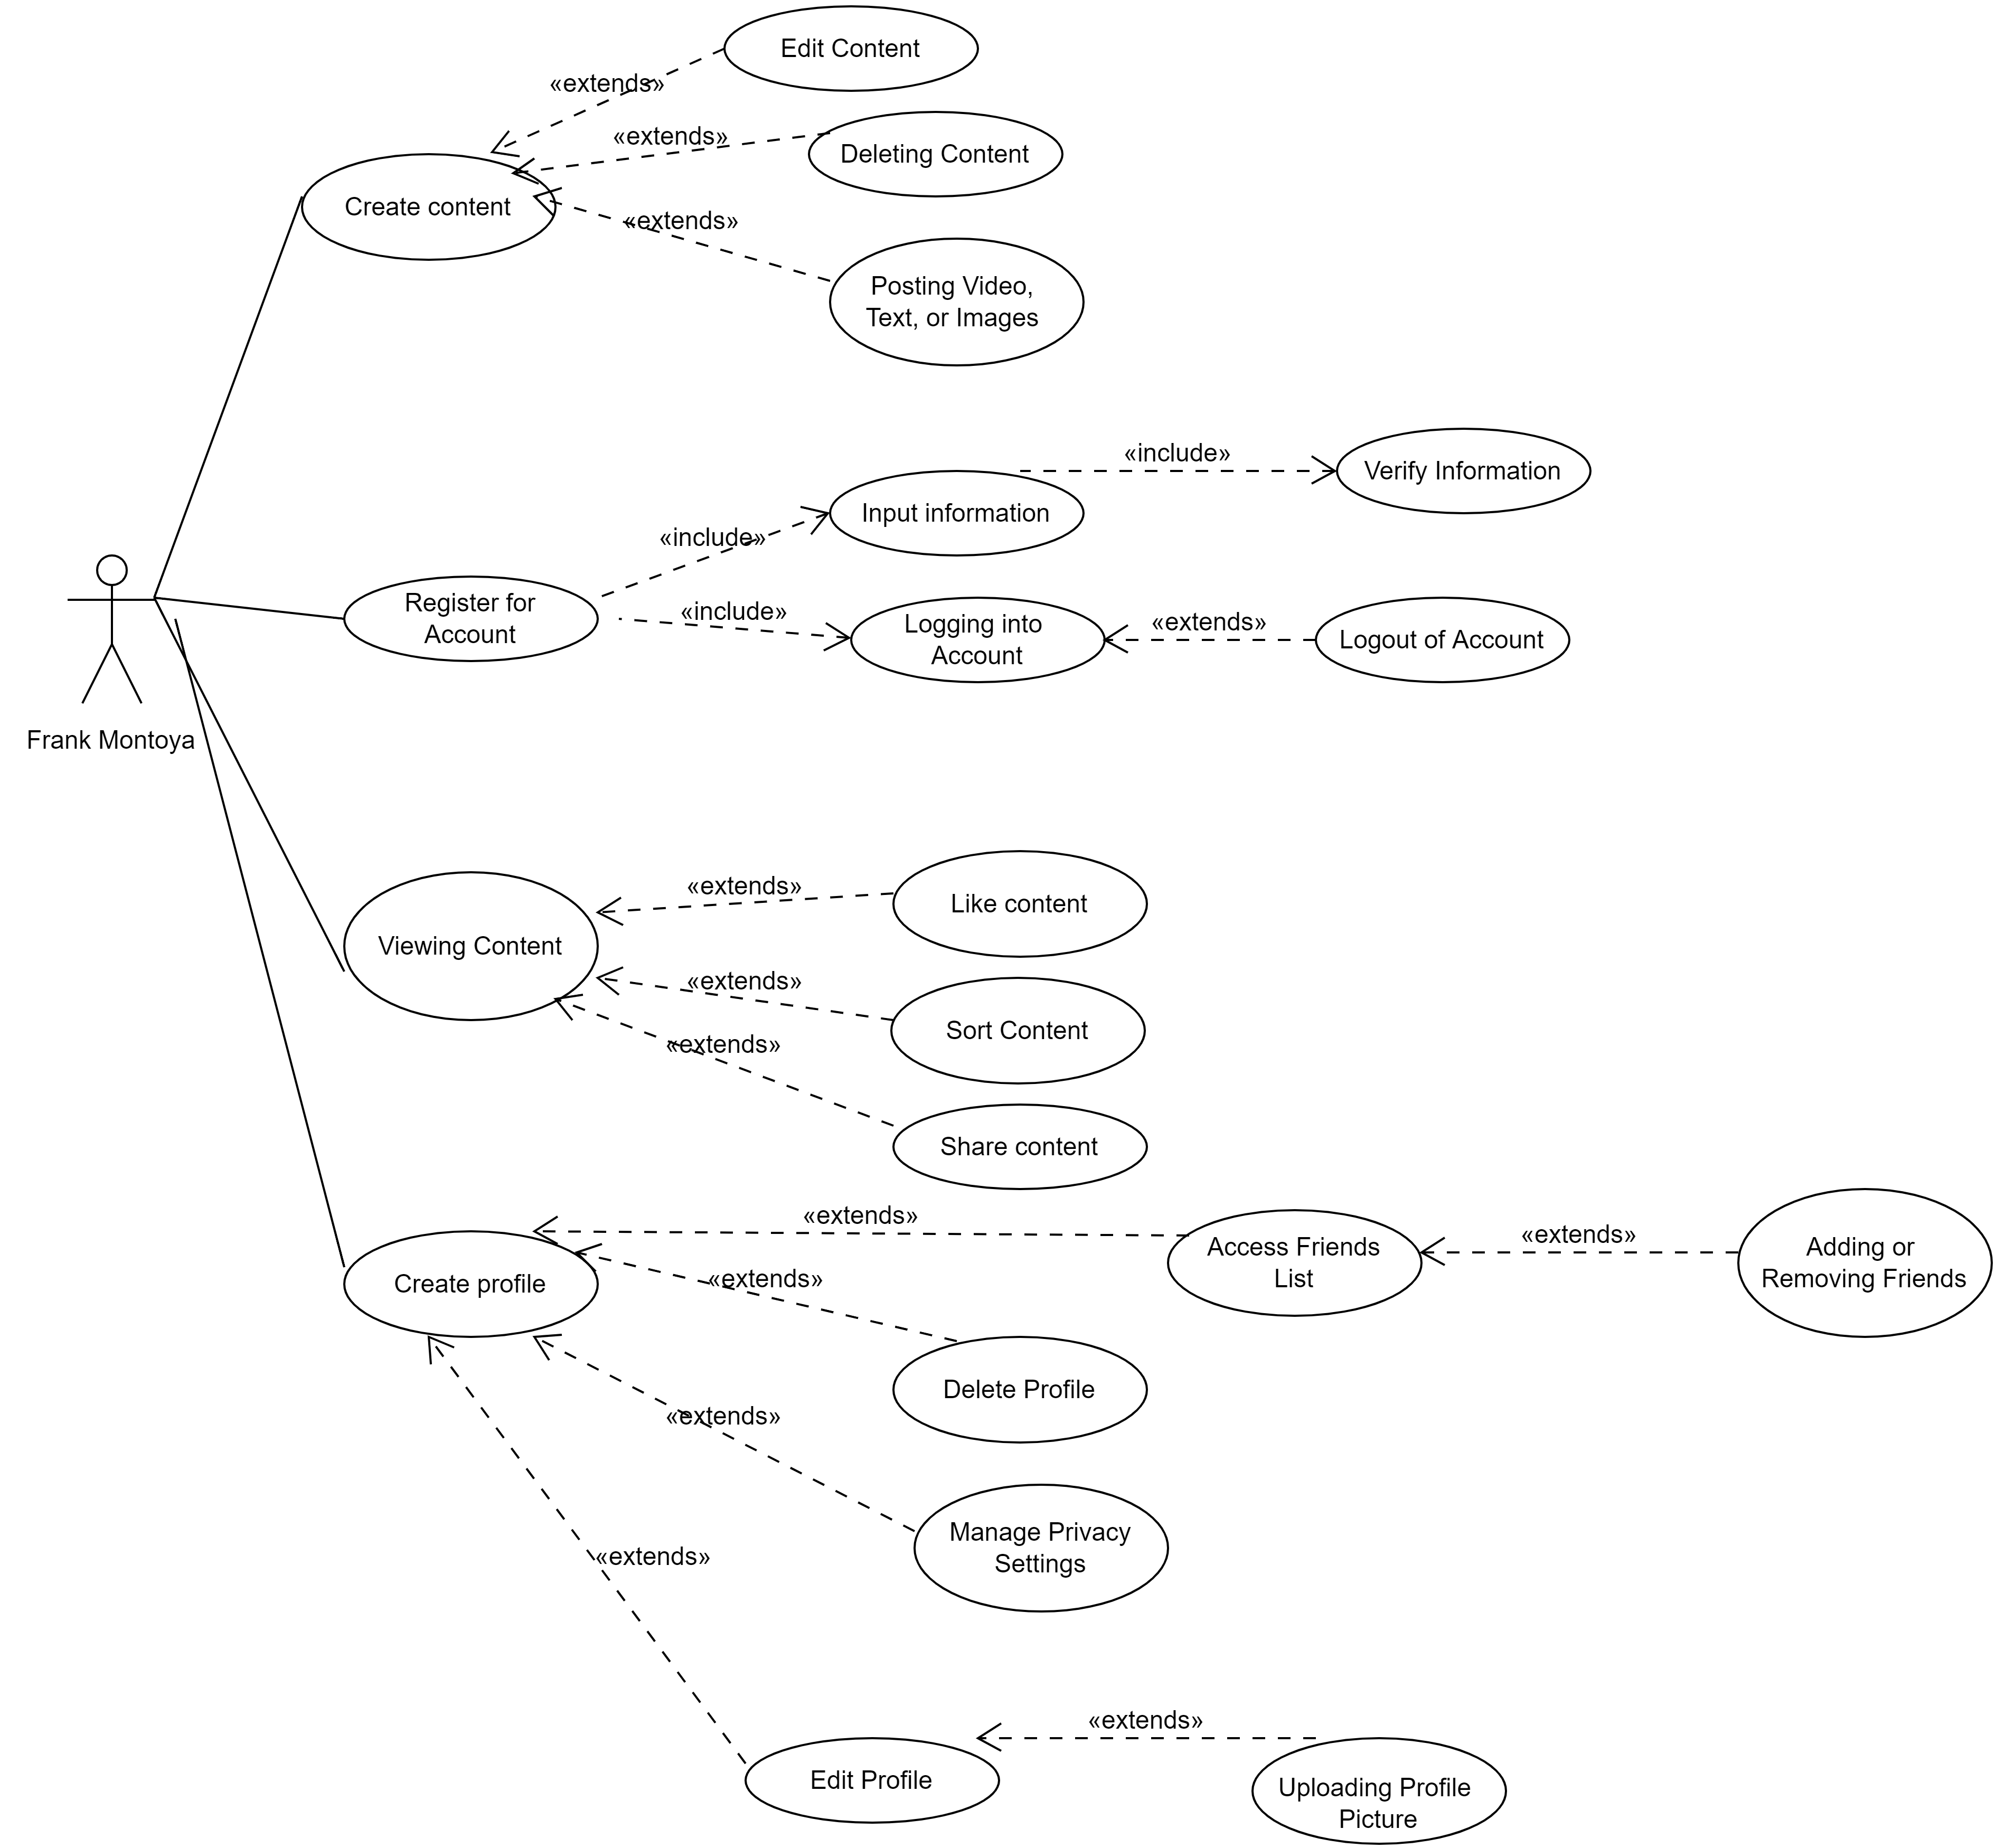 Edit Content
«extends»
«extends»
Deleting Content
Create content
«extends»
Posting Video,
Text, or Images
«include»
Verify Information
Input information
«include»
Register for
Account
«include»
Logging into
Account
«extends»
Logout of Account
Frank Montoya
«extends»
Like content
Viewing Content
«extends»
Sort Content
«extends»
Share content
«extends»
Access Friends
List
«extends»
Adding or
Removing Friends
Create profile
«extends»
Delete Profile
«extends»
Manage Privacy
Settings
«extends»
«extends»
Edit Profile
Uploading Profile
Picture